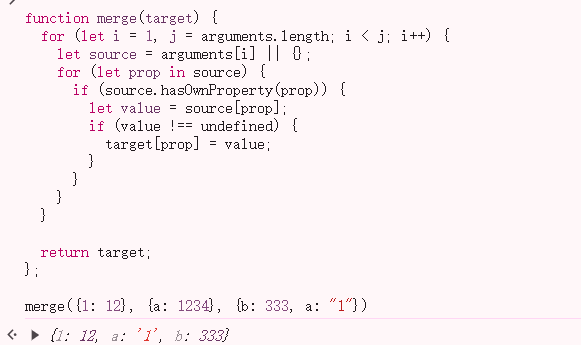 function merge(target) {
  for (let i = 1, j = arguments.length; i < j; i++) {
    let source = arguments[i] || {};
    for (let prop in source) {
      if (source.hasOwnProperty(prop)) {
        let value = source[prop];
        if (value !== undefined) {
          target[prop] = value;
        }
      }
    }
  }

  return target;
};

merge({1: 12}, {a: 1234}, {b: 333, a: "1"})
{1: 12, a: '1', b: 333}